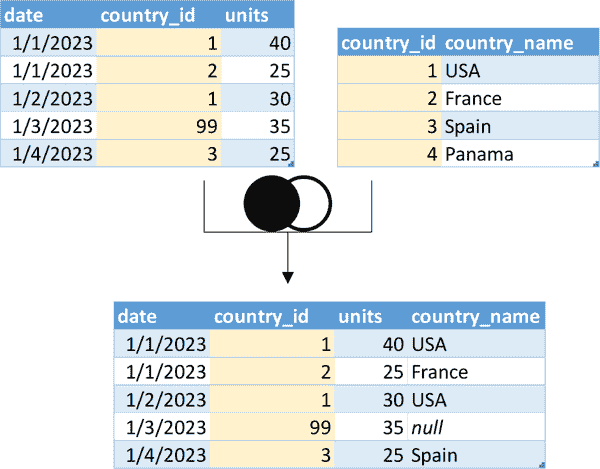 date country_id units
1/1/2023 1 40
1/1/2023 2 25
1/2/2023 1 30
1/3/2023 99 35
1/4/2023 3 25
country_id country_name
1 USA
2 France
3 Spain
4 Panama
date country_id units country_name
1/1/2023 1 40 USA
1/1/2023 2 25 France
1/2/2023 1 30 USA
1/3/2023 99 35 null
1/4/2023 3 25 Spain